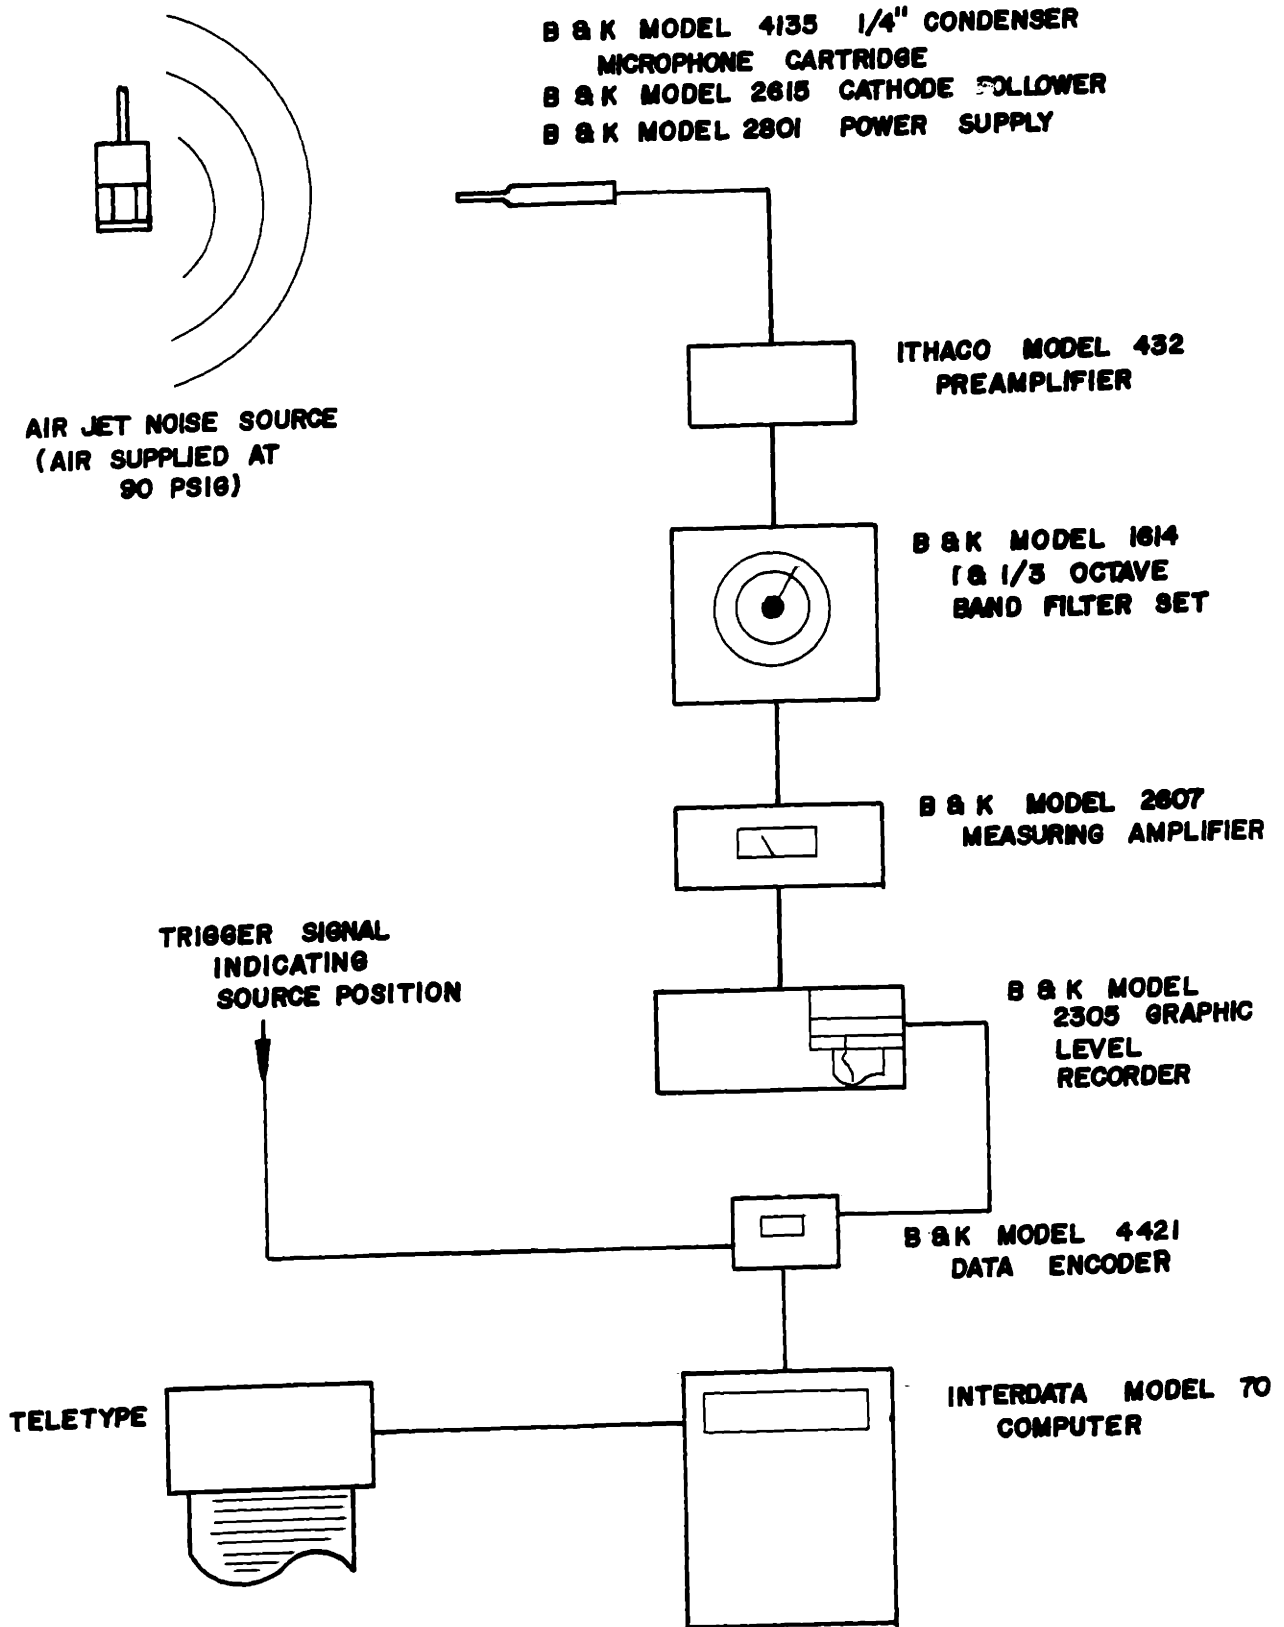 B & K MODEL 4135 1/4" CONDENSER
MICROPHONE CARTRIDGE
B & K MODEL 2615 CATHODE FOLLOWER
B & K MODEL 2801 POWER SUPPLY
AIR JET NOISE SOURCE
(AIR SUPPLIED AT
90 PSIG)
ITHACO MODEL 432
PREAMPLIFIER
B & K MODEL 1614
1 & 1/3 OCTAVE
BAND FILTER SET
B & K MODEL 2607
MEASURING AMPLIFIER
TRIGGER SIGNAL
INDICATING
SOURCE POSITION
B & K MODEL
2305 GRAPHIC
LEVEL
RECORDER
B & K MODEL 4421
DATA ENCODER
TELETYPE
INTERDATA MODEL 70
COMPUTER